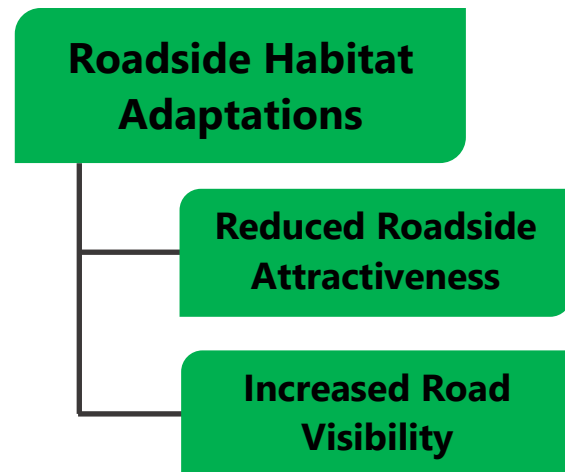 Roadside Habitat
Adaptations
Reduced Roadside
Attractiveness
Increased Road
Visibility